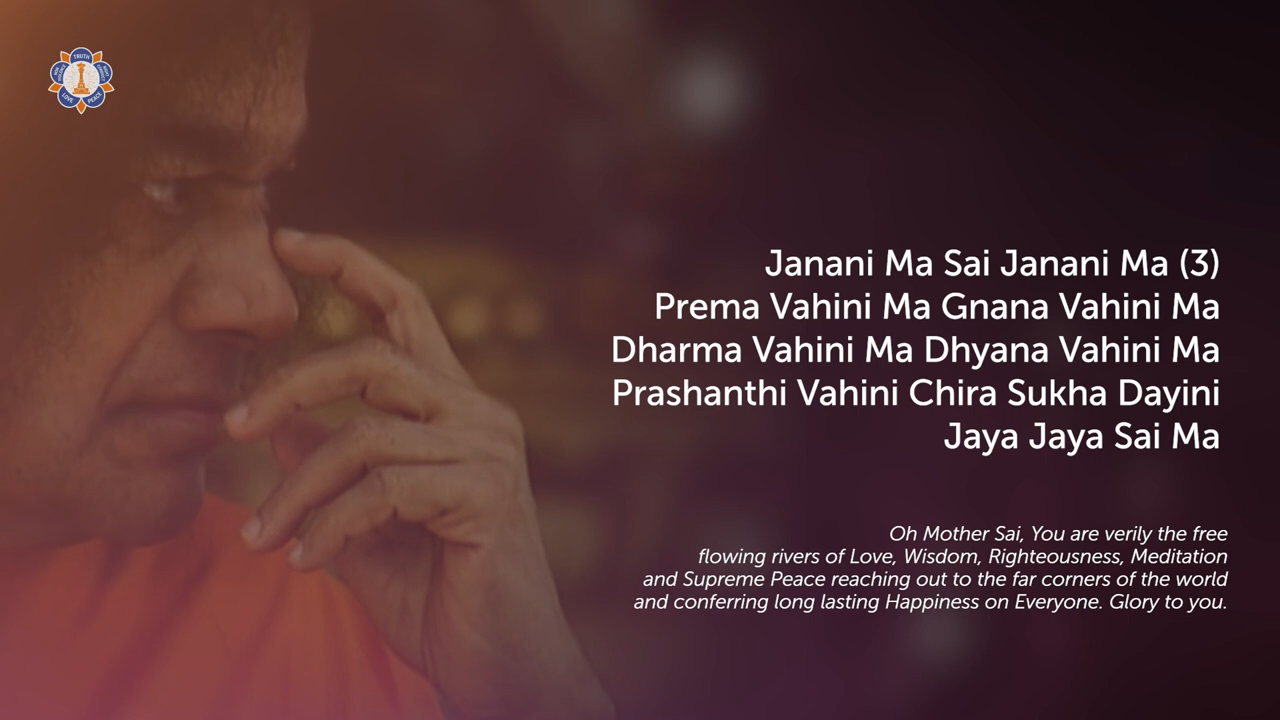 TRUTH
LOVE
PEACE
Janani Ma Sai Janani Ma (3)
Prema Vahini Ma Gnana Vahini Ma
Dharma Vahini Ma Dhyana Vahini Ma
Prashanthi Vahini Chira Sukha Dayini
Jaya Jaya Sai Ma
Oh Mother Sai, You are verily the free
flowing rivers of Love, Wisdom, Righteousness, Meditation
and Supreme Peace reaching out to the far corners of the world
and conferring long lasting Happiness on Everyone. Glory to you.